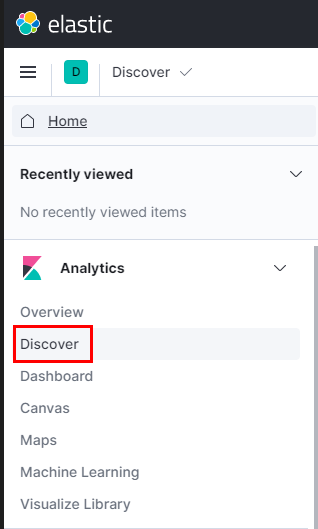 elastic
D Discover
Home
Recently viewed
No recently viewed items
Analytics
Overview
Discover
Dashboard
Canvas
Maps
Machine Learning
Visualize Library